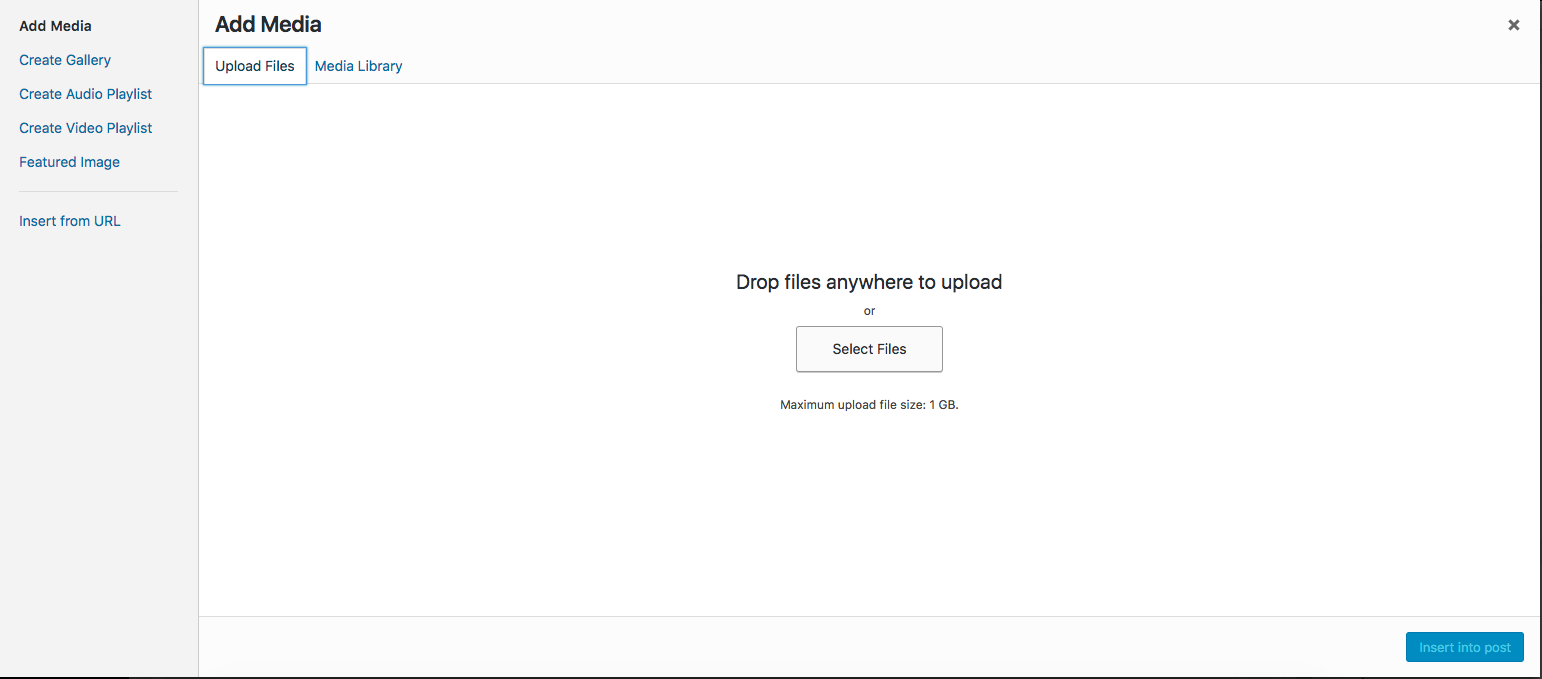 Add Media
Create Gallery
Create Audio Playlist
Create Video Playlist
Featured Image
Insert from URL
Add Media
Upload Files
Media Library
Drop files anywhere to upload
or
Select Files
Maximum upload file size: 1 GB.
Insert into post